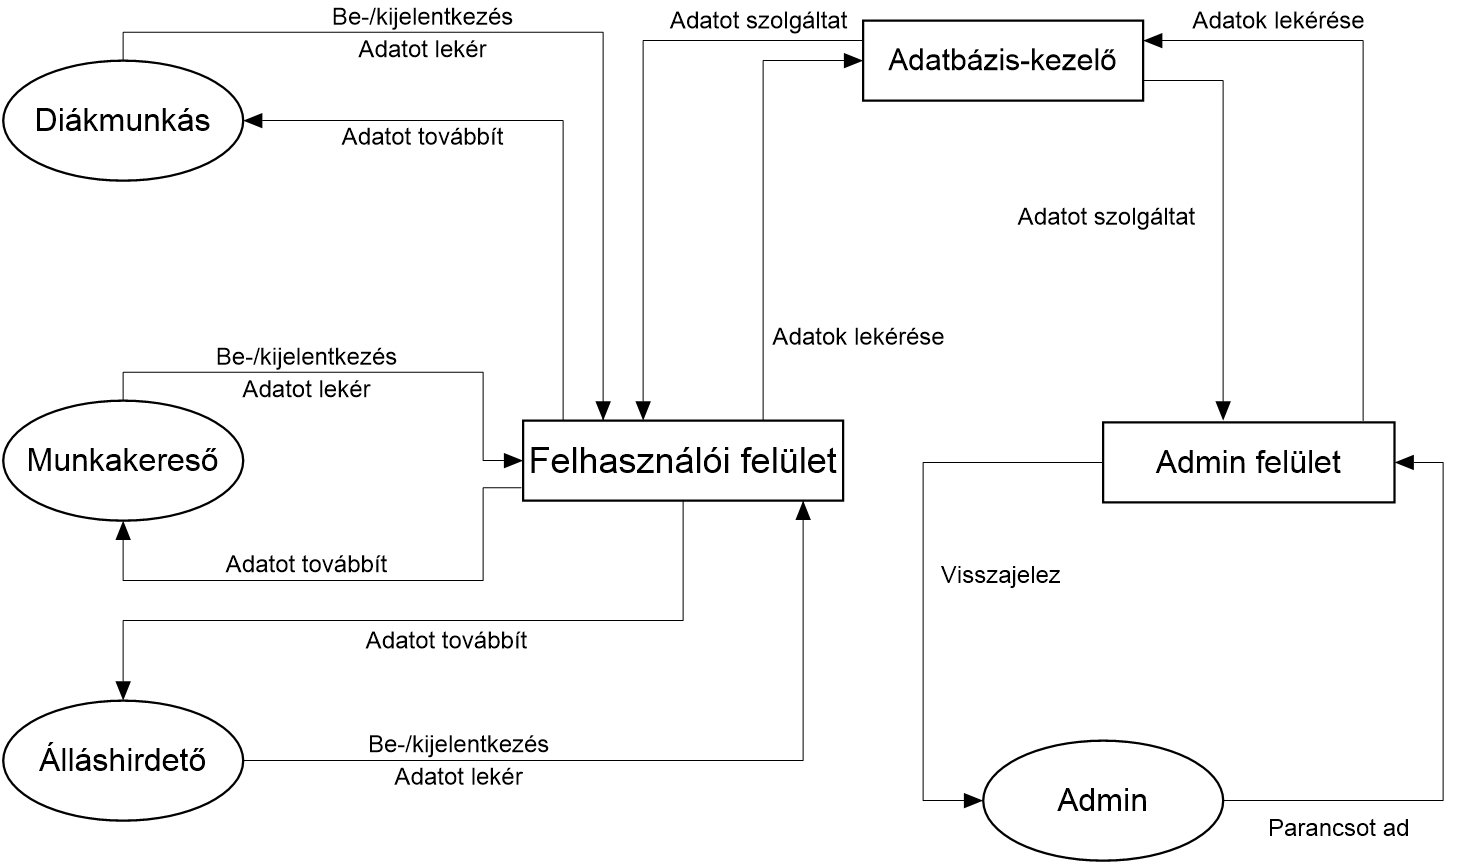 Be-/kijelentkezés
Adatot lekér
Adatot szolgáltat
Adatok lekérése
Adatbázis-kezelő
Diákmunkás
Adatot továbbít
Adatot szolgáltat
Adatok lekérése
Be-/kijelentkezés
Adatot lekér
Munkakereső
Felhasználói felület
Admin felület
Adatot továbbít
Visszajelez
Adatot továbbít
Álláshirdető
Be-/kijelentkezés
Adatot lekér
Admin
Parancsot ad